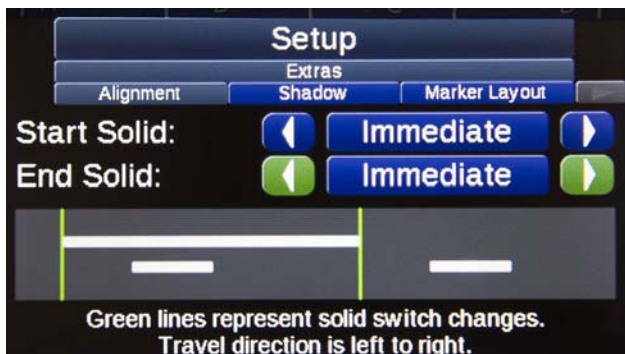 Setup
Extras
Alignment Shadow Marker Layout
Start Solid: Immediate
End Solid: Immediate
Green lines represent solid switch changes.
Travel direction is left to right.